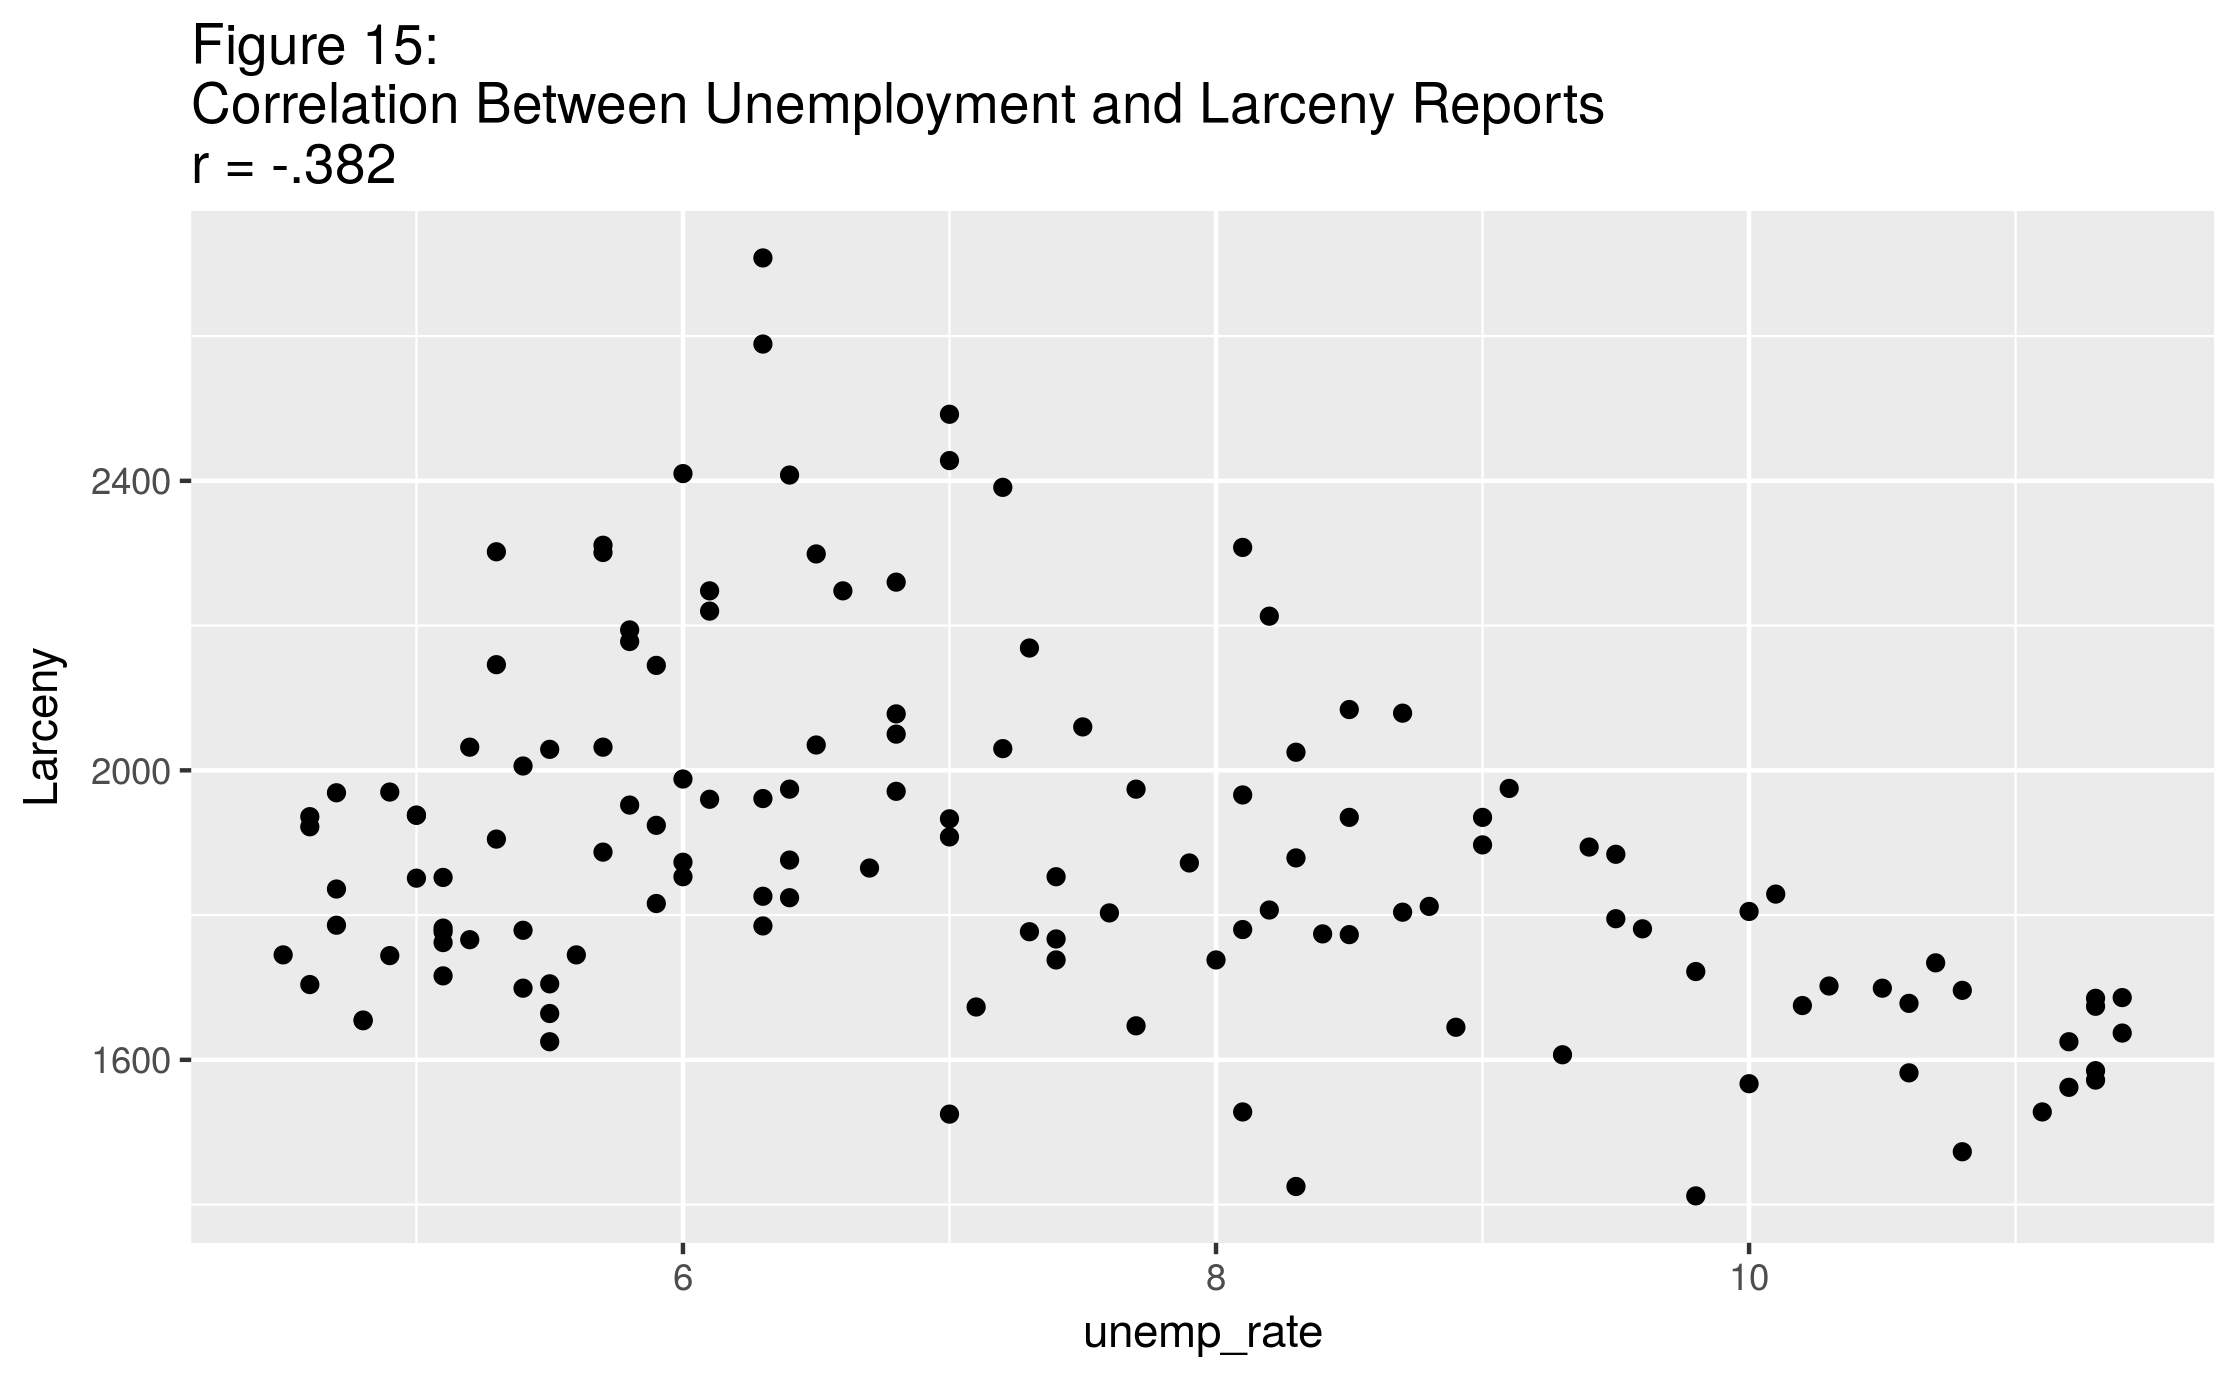 Figure 15:
Correlation Between Unemployment and Larceny Reports
r = -.382
Larceny
2400
2000
1600
6
8
10
unemp_rate